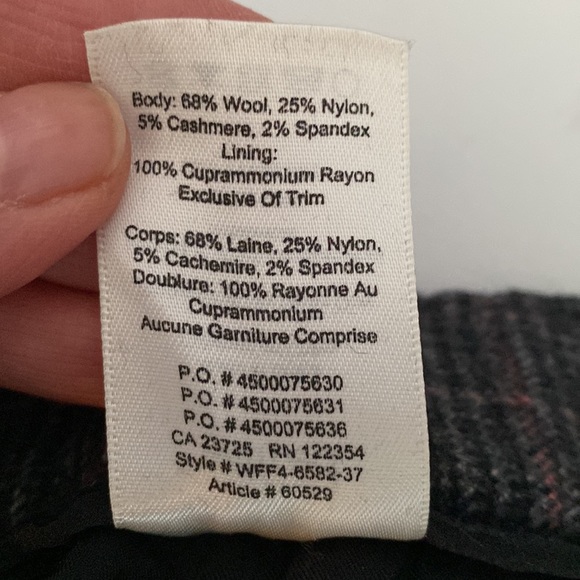 Body: 68% Wool, 25% Nylon,
5% Cashmere, 2% Spandex
Lining:
100% Cuprammonium Rayon
Exclusive Of Trim
Corps: 68% Laine, 25% Nylon,
5% Cachemire, 2% Spandex
Doublure: 100% Rayonne Au
Cuprammonium
Aucune Garniture Comprise
P.O. # 4500075630
P.O. # 4500075631
P.O. # 4500075636
CA 23725 RN 122354
Style # WFF4-6582-37
Article # 60529